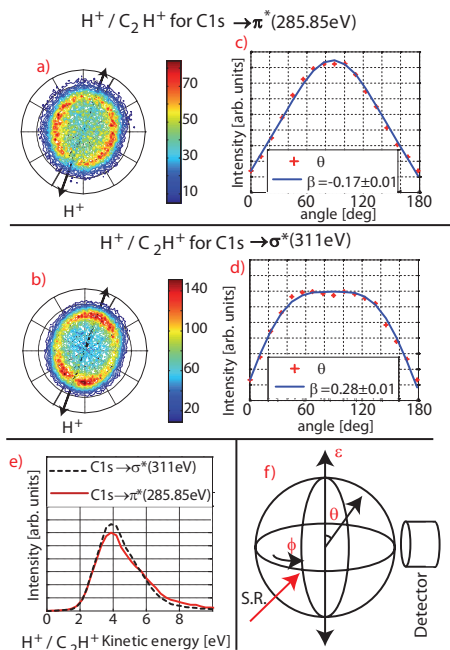 H+ / C2 H+ for C1s → π* (285.85eV)
a)
80
70
60
50
40
30
20
10
H+
c)
Intensity [arb. units]
θ
β = -0.17±0.01
0 60 120 180
angle [deg]
H+ / C2H+ for C1s → σ* (311eV)
b)
140
100
60
20
H+
d)
Intensity [arb. units]
θ
β = 0.28±0.01
0 60 120 180
angle [deg]
e)
Intensity [arb. units]
C1s→σ*(311eV)
C1s→π*(285.85eV)
0 2 4 6 8
H+ / C2H+ Kinetic energy [eV]
f)
ε
θ
ϕ
S.R.
Detector